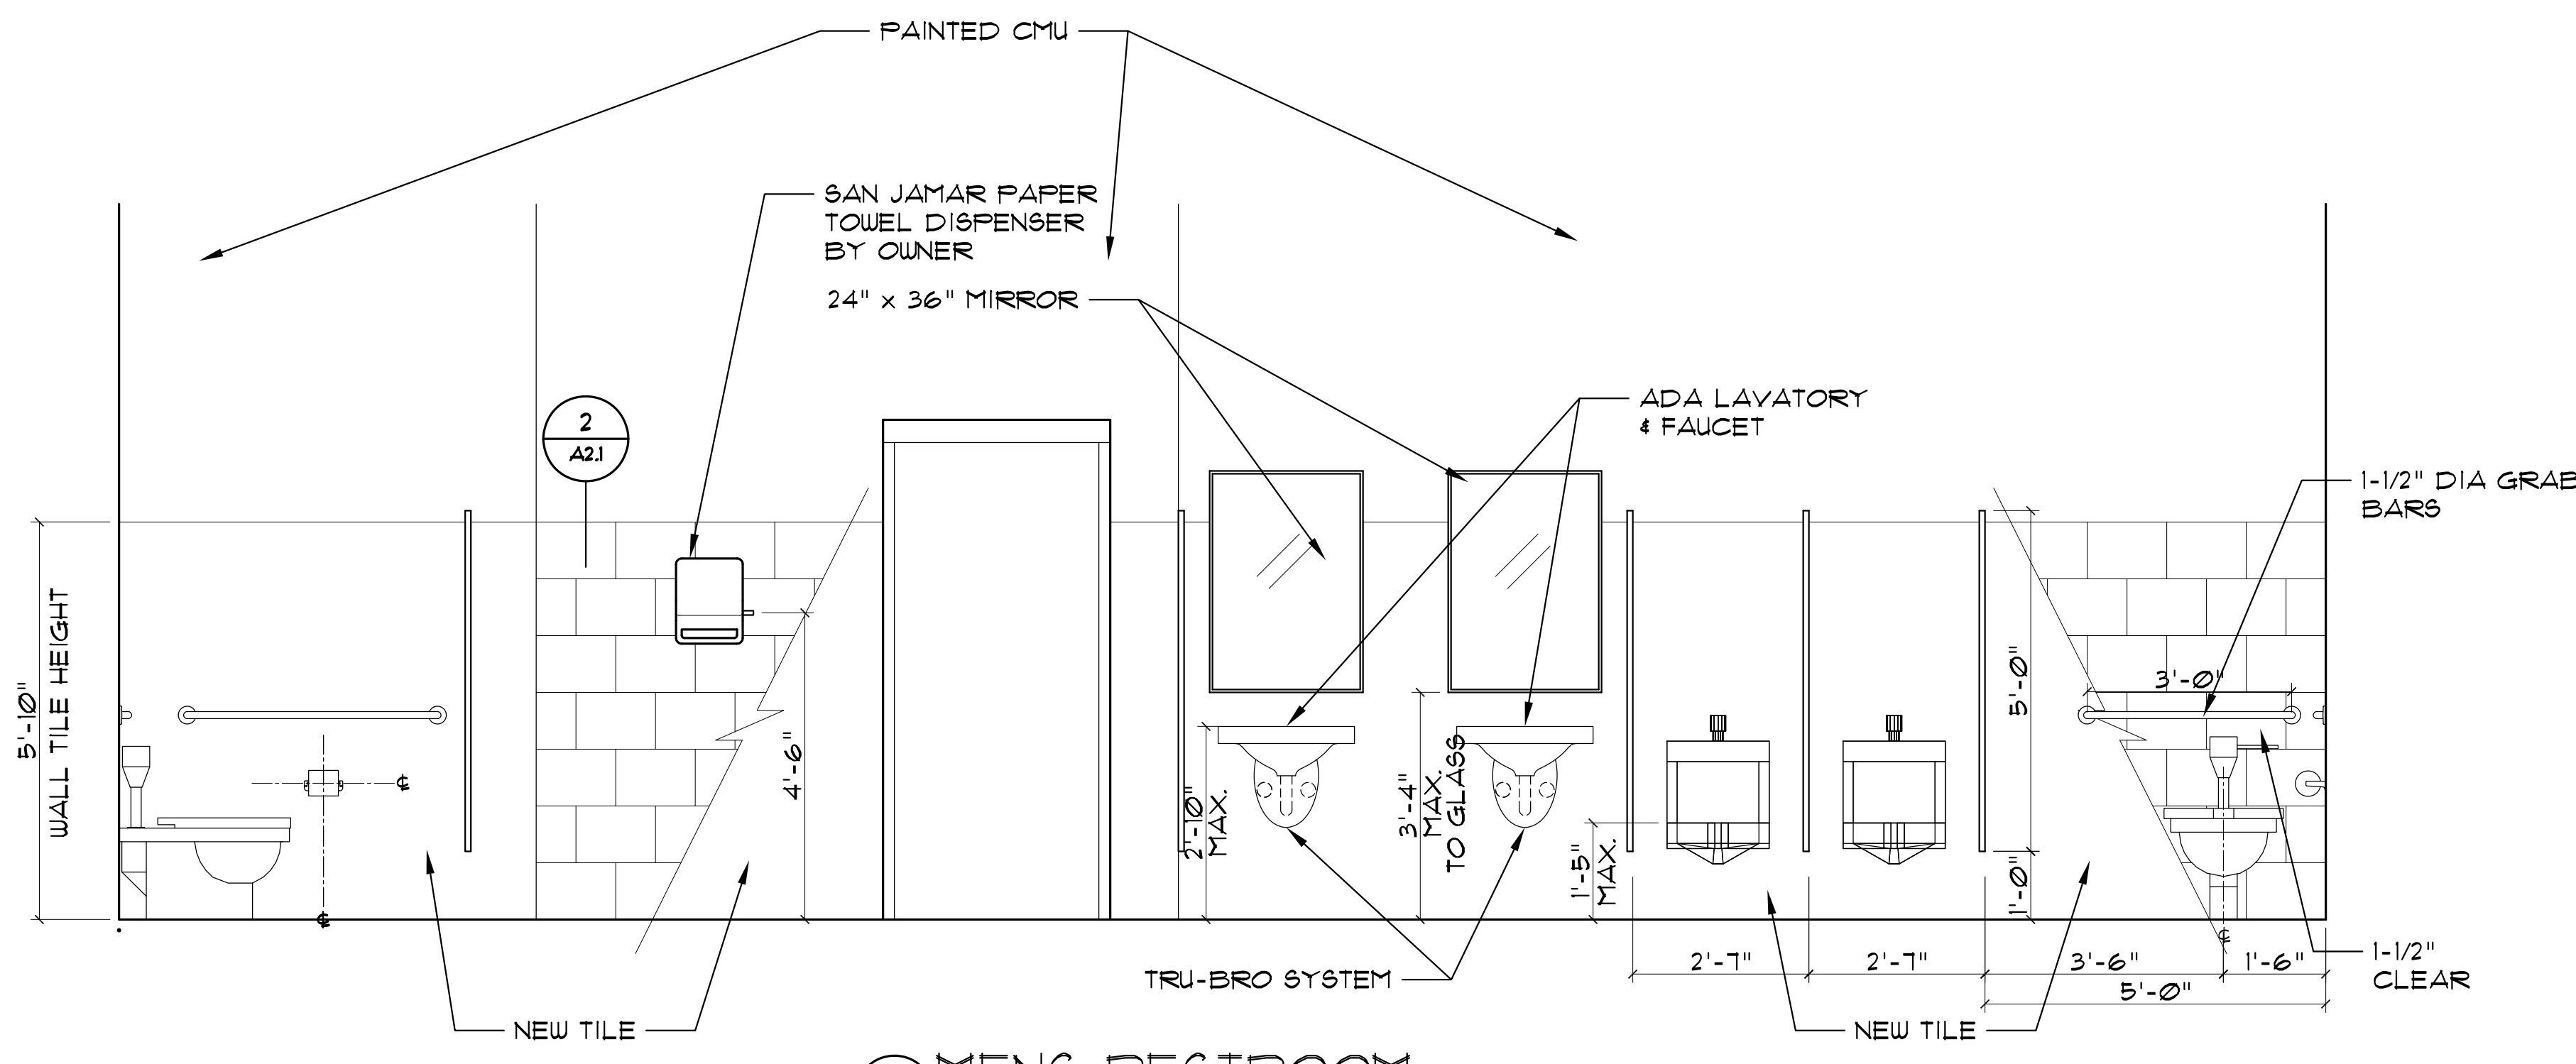 PAINTED CMU
SAN JAMAR PAPER
TOWEL DISPENSER
BY OWNER
24" x 36" MIRROR
ADA LAVATORY
& FAUCET
2
A2.1
1-1/2" DIA GRAB
BARS
5'-10"
WALL TILE HEIGHT
4'-6"
2'-10"
MAX.
3'-4"
MAX.
TO GLASS
1'-5"
MAX.
5'-0"
1'-0"
3'-0"
℄
℄
℄
2'-7"
2'-7"
3'-6"
1'-6"
5'-0"
1-1/2"
CLEAR
TRU-BRO SYSTEM
NEW TILE
NEW TILE
MENS RESTROOM